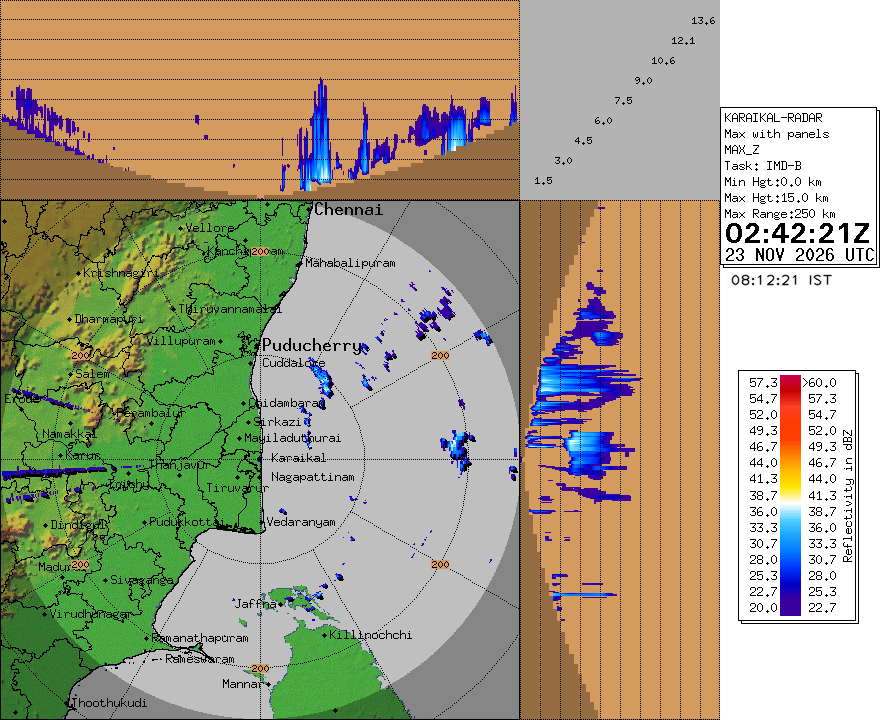 13.6
12.1
10.6
9.0
7.5
6.0
4.5
3.0
1.5
KARAIKAL-RADAR
Max with panels
MAX_Z
Task: IMD-B
Min Hgt:0.0 km
Max Hgt:15.0 km
Max Range:250 km
02:42:21Z
23 NOV 2026 UTC
08:12:21 IST
Chennai
Vellore
200
Mahabalipuram
Krishnagiri
Thiruvannamalai
Dharmapuri
Villupuram
Puducherry
200
200
Cuddalore
Salem
Erode
Perambalur
Chidambaram
Sirkazi
Namakkal
Mayiladuthurai
Karur
Thanjavur
Karaikal
Nagapattinam
Tiruvarur
Dindigul
Pudukkottai
Vedaranyam
200
200
Madurai
Sivaganga
Jaffna
Virudhunagar
Ramanathapuram
Killinochchi
Rameswaram
200
Mannar
Thoothukudi
57.3 >60.0
54.7 57.3
52.0 54.7
49.3 52.0
46.7 49.3
44.0 46.7
41.3 44.0
38.7 41.3
36.0 38.7
33.3 36.0
30.7 33.3
28.0 30.7
25.3 28.0
22.7 25.3
20.0 22.7
Reflectivity in dBZ